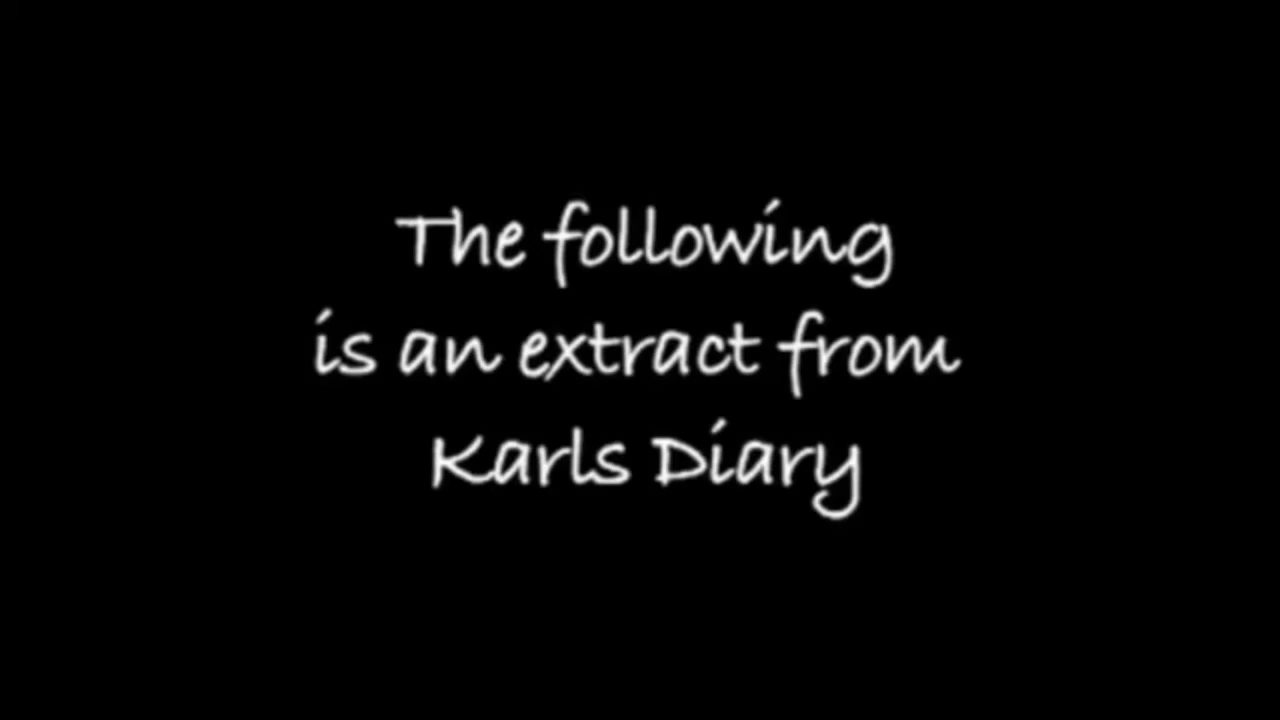 The following
is an extract from
Karls Diary